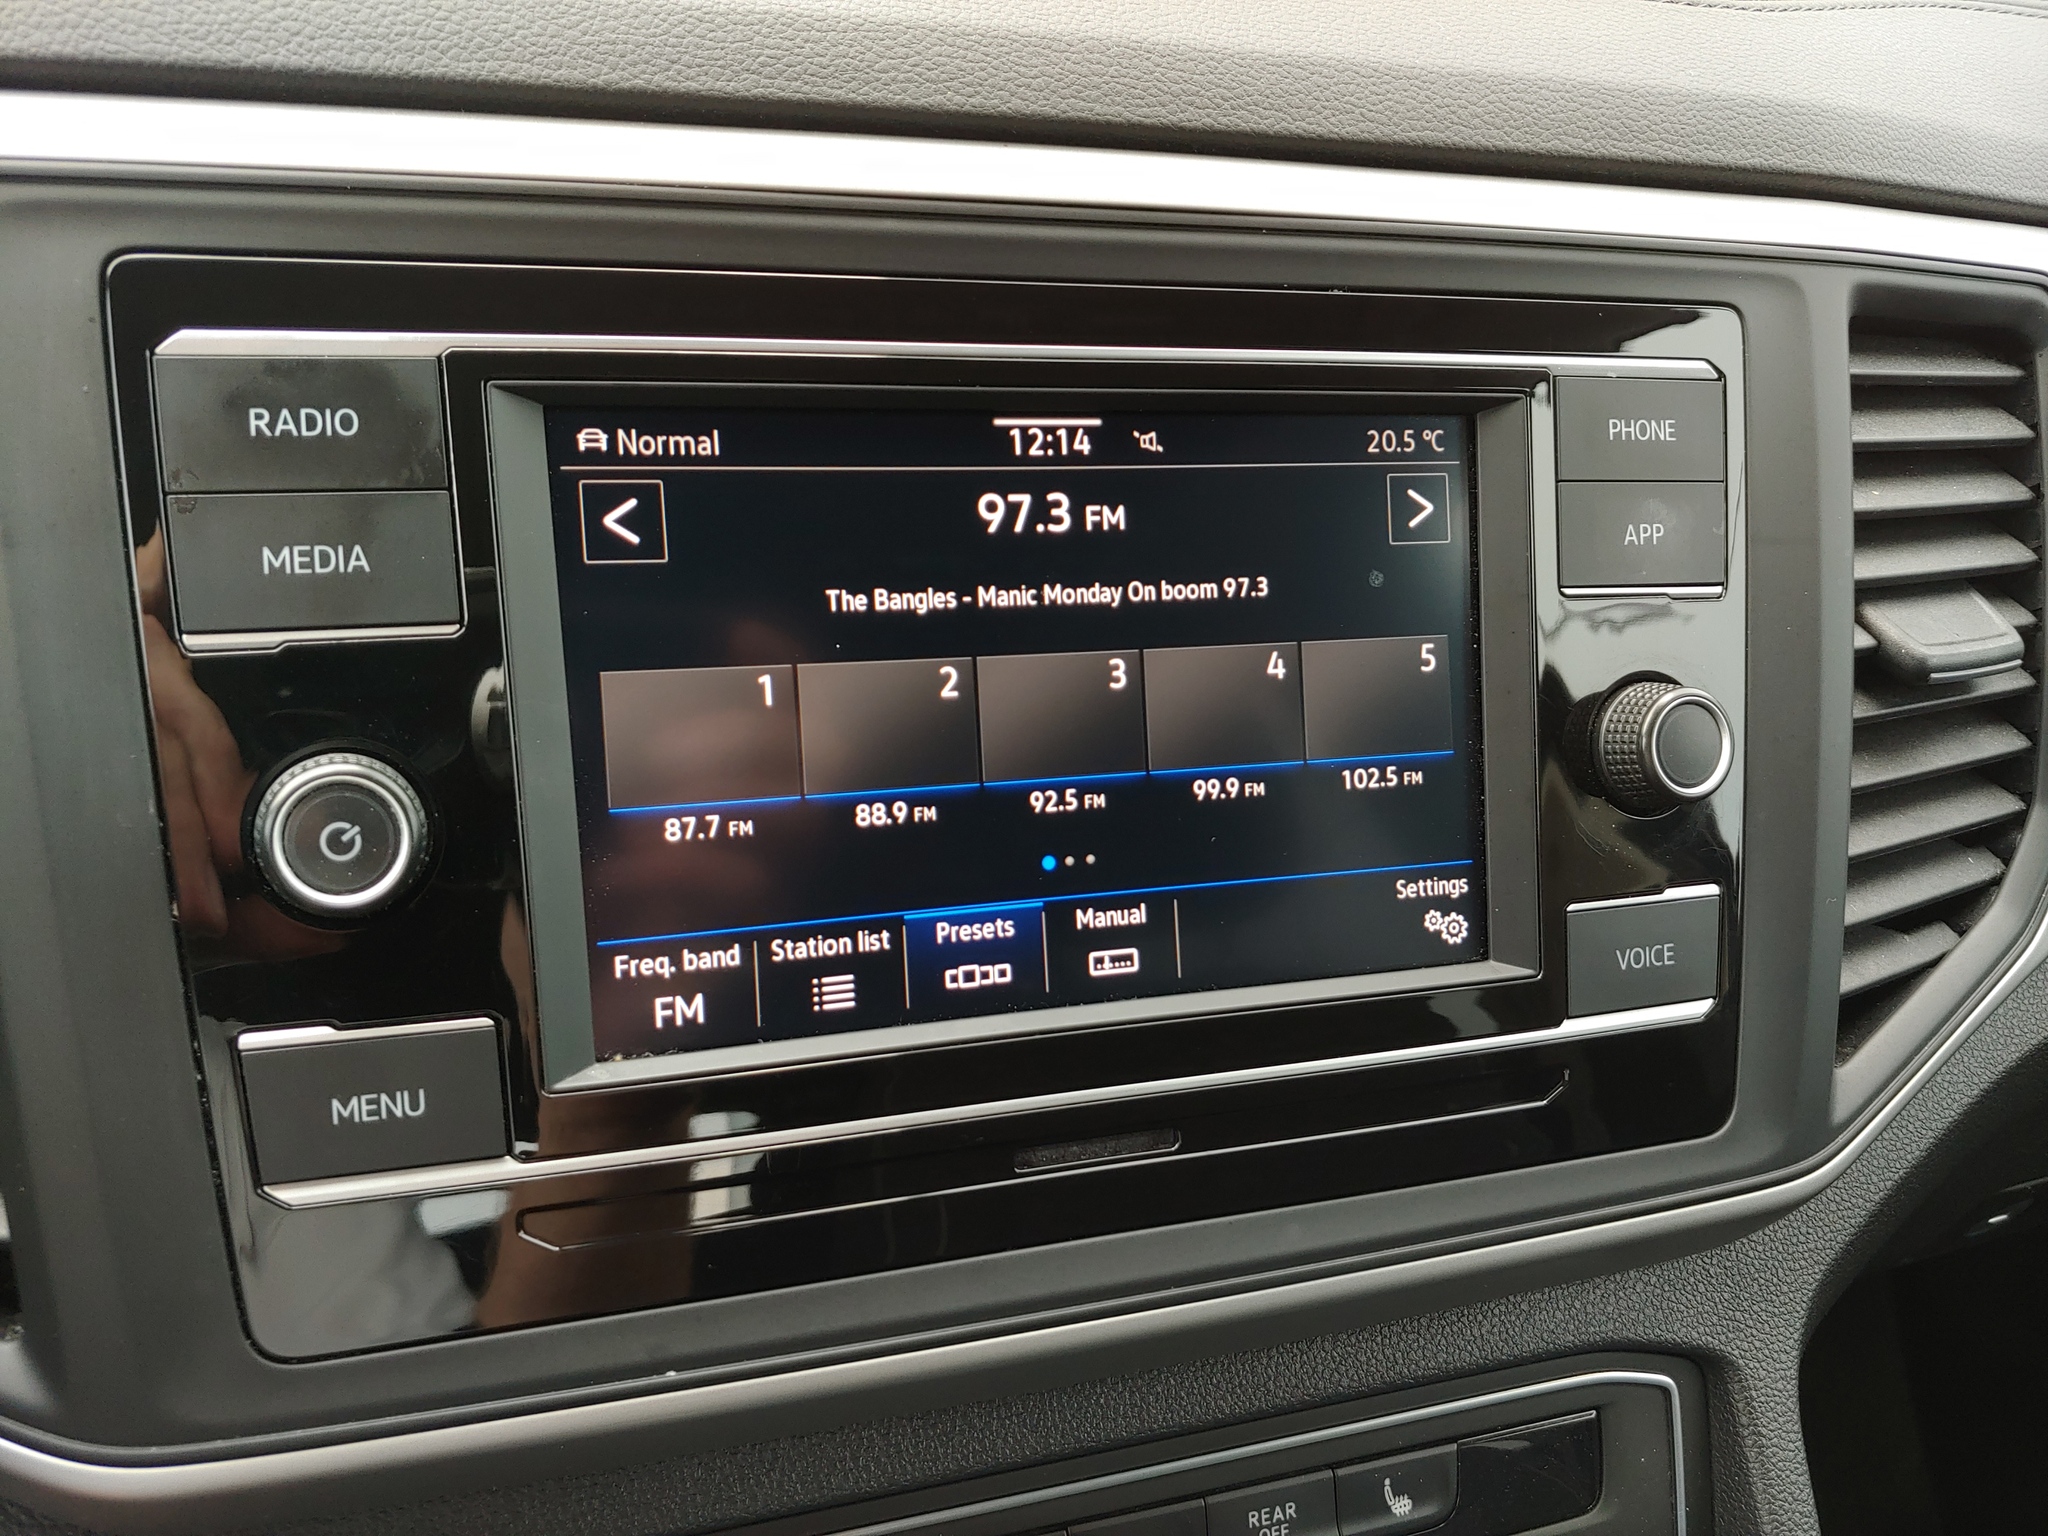 RADIO
MEDIA
MENU
Normal
12:14
20.5 °C
<
97.3 FM
>
The Bangles - Manic Monday On boom 97.3
1
2
3
4
5
87.7 FM
88.9 FM
92.5 FM
99.9 FM
102.5 FM
Freq. band
FM
Station list
Presets
Manual
Settings
PHONE
APP
VOICE
REAR
OFF